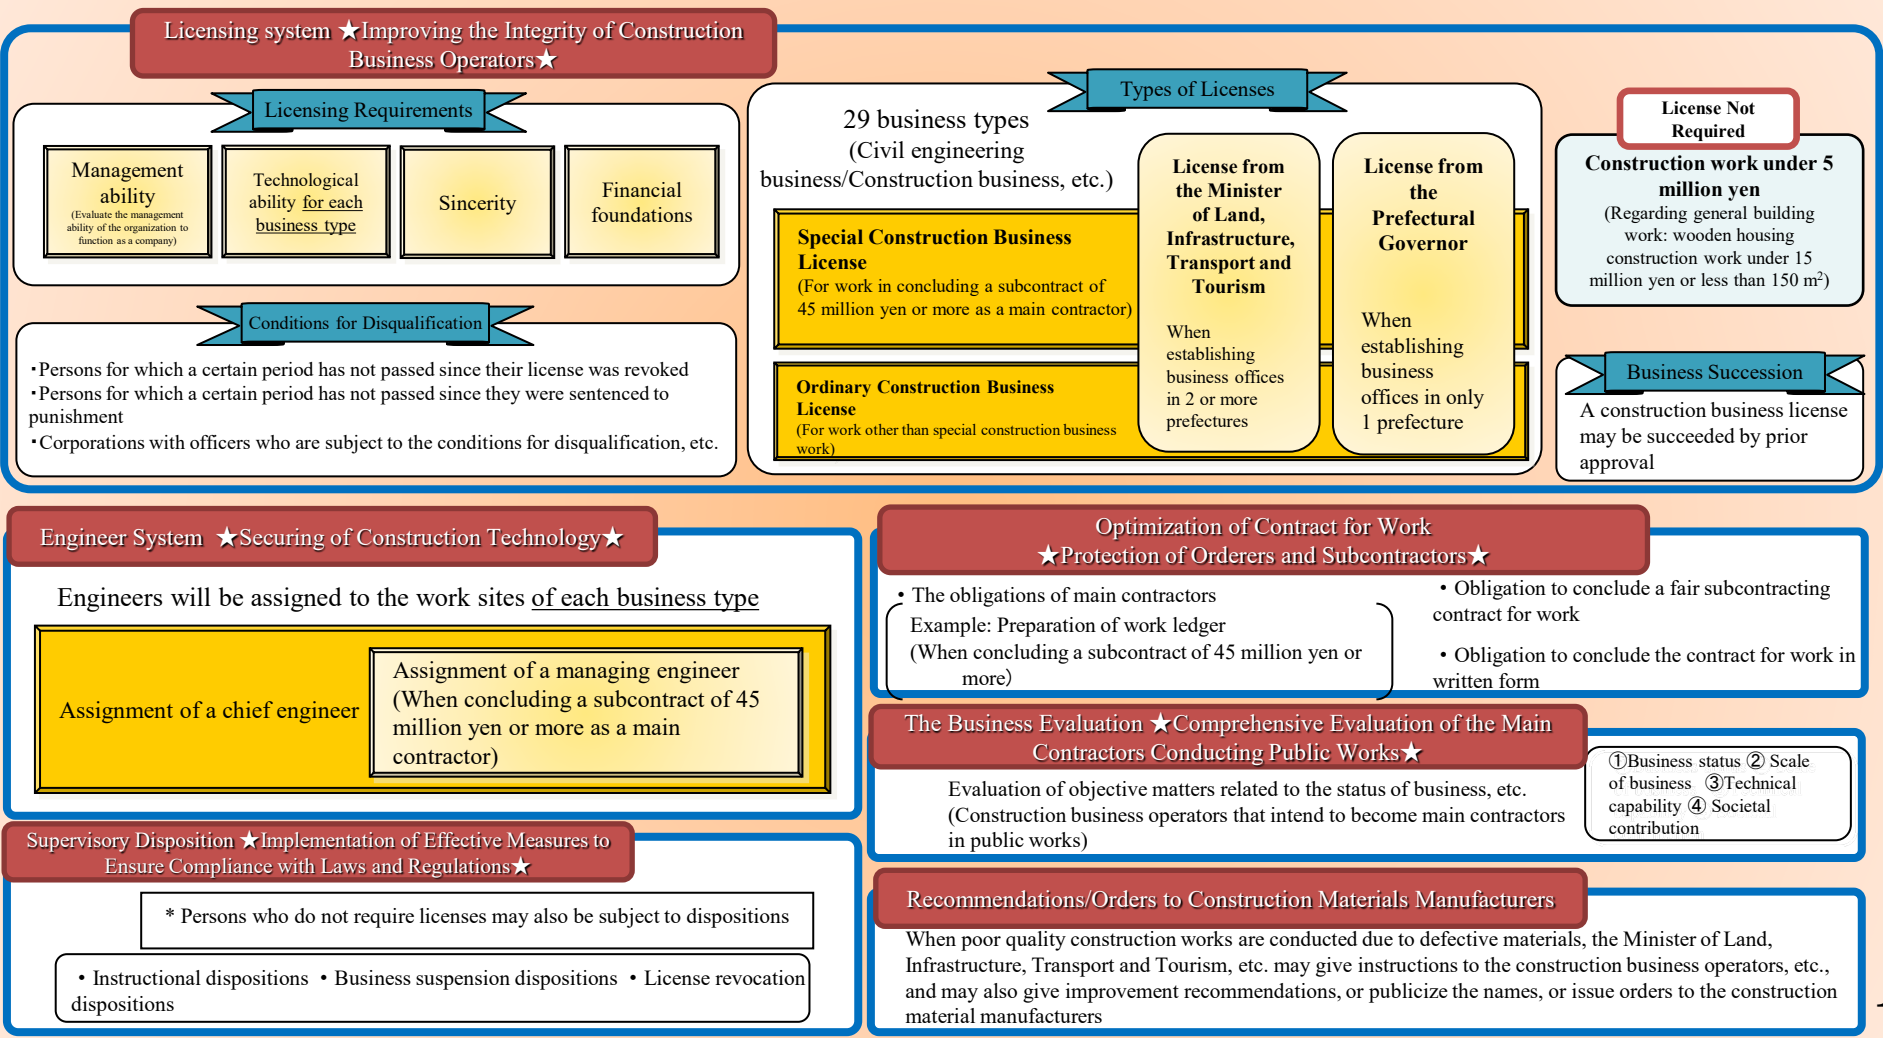 Licensing system ★Improving the Integrity of Construction
Business Operators★
Licensing Requirements
Management
ability
(Evaluate the management
ability of the organization to
function as a company)
Technological
ability for each
business type
Sincerity
Financial
foundations
Conditions for Disqualification
・Persons for which a certain period has not passed since their license was revoked
・Persons for which a certain period has not passed since they were sentenced to
punishment
・Corporations with officers who are subject to the conditions for disqualification, etc.
Types of Licenses
29 business types
(Civil engineering
business/Construction business, etc.)
Special Construction Business
License
(For work in concluding a subcontract of
45 million yen or more as a main contractor)
Ordinary Construction Business
License
(For work other than special construction business
work)
License from
the Minister
of Land,
Infrastructure,
Transport and
Tourism
When
establishing
business offices
in 2 or more
prefectures
License from
the
Prefectural
Governor
When
establishing
business
offices in only
1 prefecture
License Not
Required
Construction work under 5
million yen
(Regarding general building
work: wooden housing
construction work under 15
million yen or less than 150 m²)
Business Succession
A construction business license
may be succeeded by prior
approval
Engineer System ★Securing of Construction Technology★
Engineers will be assigned to the work sites of each business type
Assignment of a chief engineer
Assignment of a managing engineer
(When concluding a subcontract of 45
million yen or more as a main
contractor)
Supervisory Disposition ★Implementation of Effective Measures to
Ensure Compliance with Laws and Regulations★
* Persons who do not require licenses may also be subject to dispositions
・Instructional dispositions ・Business suspension dispositions ・License revocation
dispositions
Optimization of Contract for Work
★Protection of Orderers and Subcontractors★
・The obligations of main contractors
Example: Preparation of work ledger
(When concluding a subcontract of 45 million yen or
more）
・Obligation to conclude a fair subcontracting
contract for work
・Obligation to conclude the contract for work in
written form
The Business Evaluation ★Comprehensive Evaluation of the Main
Contractors Conducting Public Works★
Evaluation of objective matters related to the status of business, etc.
(Construction business operators that intend to become main contractors
in public works)
①Business status ② Scale
of business ③Technical
capability ④ Societal
contribution
Recommendations/Orders to Construction Materials Manufacturers
When poor quality construction works are conducted due to defective materials, the Minister of Land,
Infrastructure, Transport and Tourism, etc. may give instructions to the construction business operators, etc.,
and may also give improvement recommendations, or publicize the names, or issue orders to the construction
material manufacturers